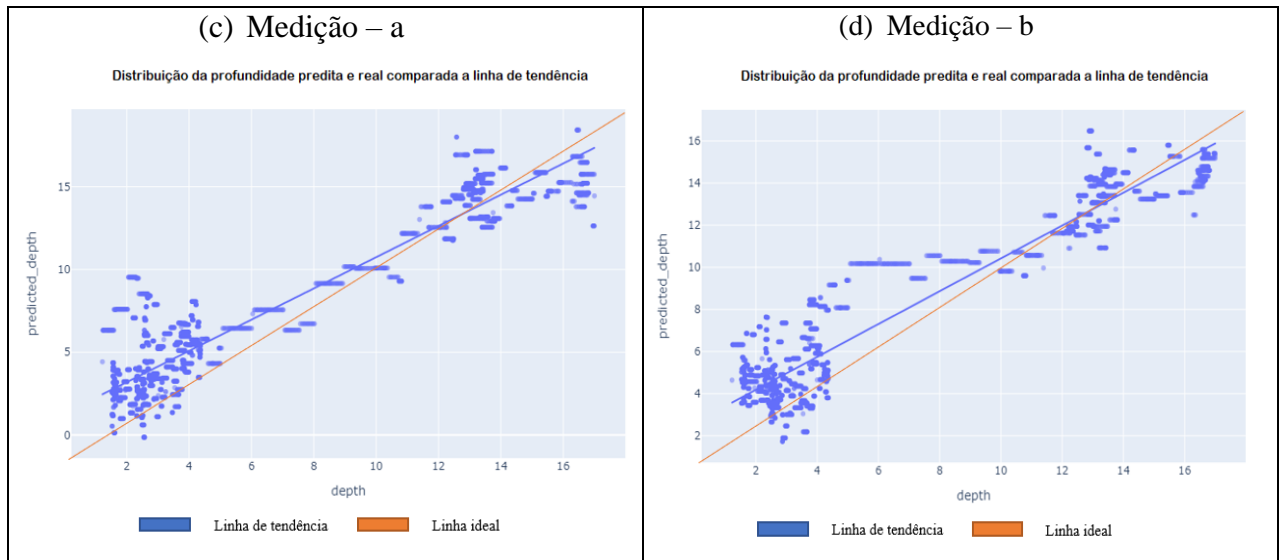 (c) Medição – a
Distribuição da profundidade predita e real comparada a linha de tendência
predicted_depth
15
10
5
0
2 4 6 8 10 12 14 16
depth
Linha de tendência Linha ideal
(d) Medição – b
Distribuição da profundidade predita e real comparada a linha de tendência
predicted_depth
16
14
12
10
8
6
4
2
2 4 6 8 10 12 14 16
depth
Linha de tendência Linha ideal